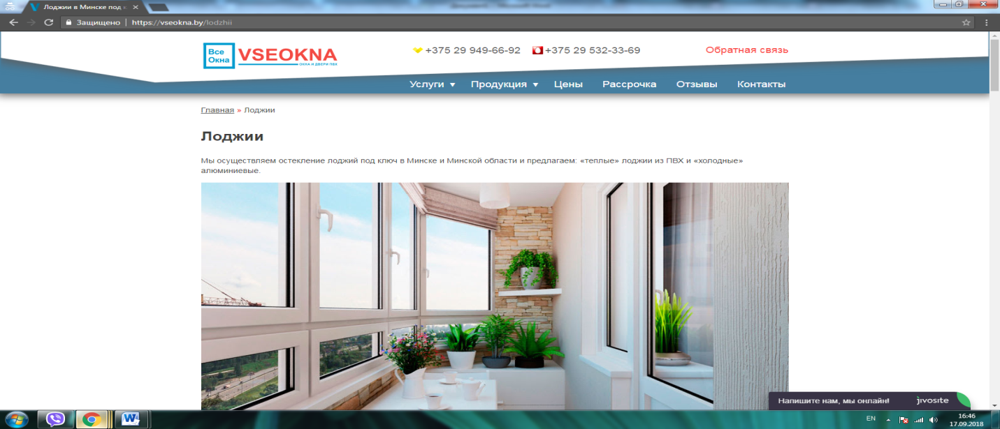 Лоджии в Минске под к
Защищено | https://vseokna.by/lodzhii
Все
Окна
VSEOKNA
ОКНА И ДВЕРИ ПВХ
+375 29 949-66-92
+375 29 532-33-69
Обратная связь
Услуги ▼ Продукция ▼ Цены Рассрочка Отзывы Контакты
Главная » Лоджии
Лоджии
Мы осуществляем остекление лоджий под ключ в Минске и Минской области и предлагаем: «теплые» лоджии из ПВХ и «холодные»
алюминиевые.
Напишите нам, мы онлайн!
jivosite
EN
16:46
17.09.2018